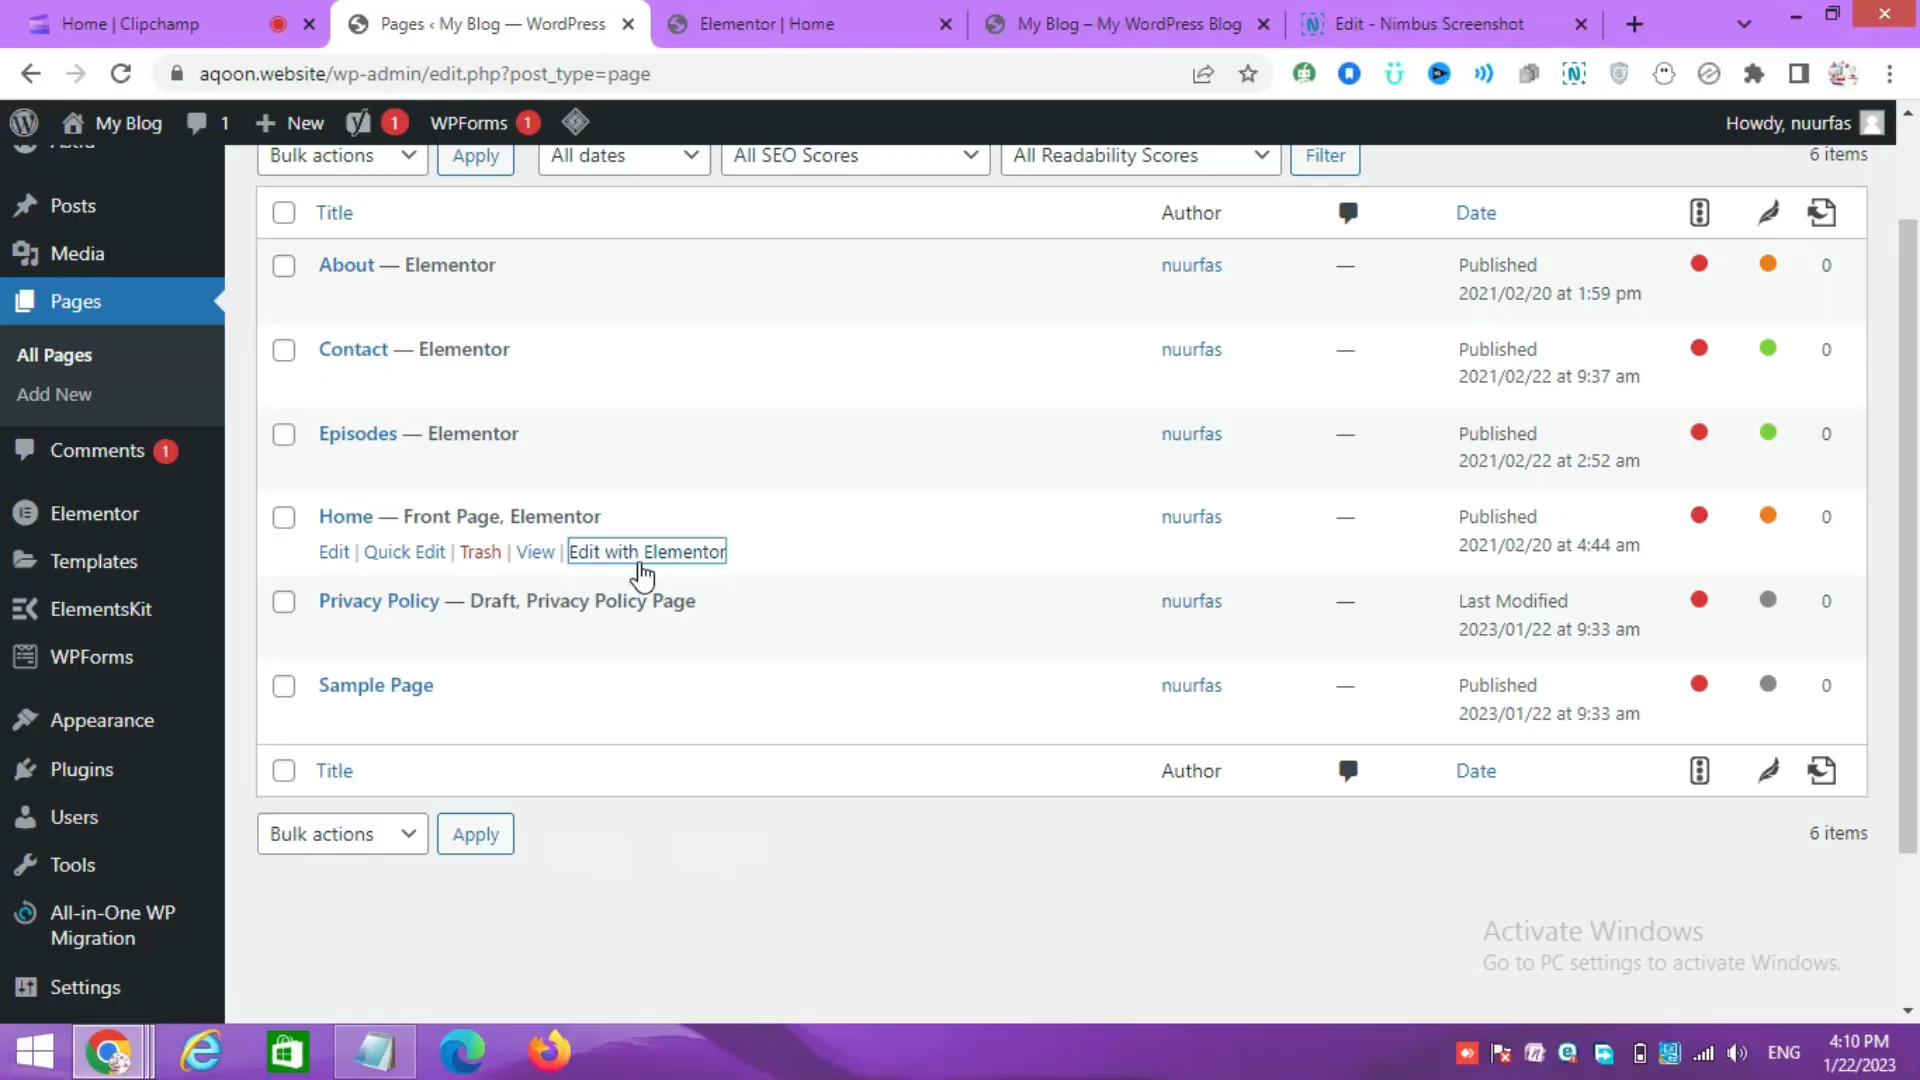 Home | Clipchamp
Pages ‹ My Blog — WordPress
Elementor | Home
My Blog – My WordPress Blog
Edit - Nimbus Screenshot
aqoon.website/wp-admin/edit.php?post_type=page
My Blog
1
New
1
WPForms
1
Howdy, nuurfas
Posts
Media
Pages
All Pages
Add New
Comments 1
Elementor
Templates
ElementsKit
WPForms
Appearance
Plugins
Users
Tools
All-in-One WP
Migration
Settings
Bulk actions
Apply
All dates
All SEO Scores
All Readability Scores
Filter
6 items
Title
Author
Date
About — Elementor
nuurfas
—
Published
2021/02/20 at 1:59 pm
0
Contact — Elementor
nuurfas
—
Published
2021/02/22 at 9:37 am
0
Episodes — Elementor
nuurfas
—
Published
2021/02/22 at 2:52 am
0
Home — Front Page, Elementor
Edit | Quick Edit | Trash | View | Edit with Elementor
nuurfas
—
Published
2021/02/20 at 4:44 am
0
Privacy Policy — Draft, Privacy Policy Page
nuurfas
—
Last Modified
2023/01/22 at 9:33 am
0
Sample Page
nuurfas
—
Published
2023/01/22 at 9:33 am
0
Title
Author
Date
Bulk actions
Apply
6 items
Activate Windows
Go to PC settings to activate Windows.
ENG
4:10 PM
1/22/2023